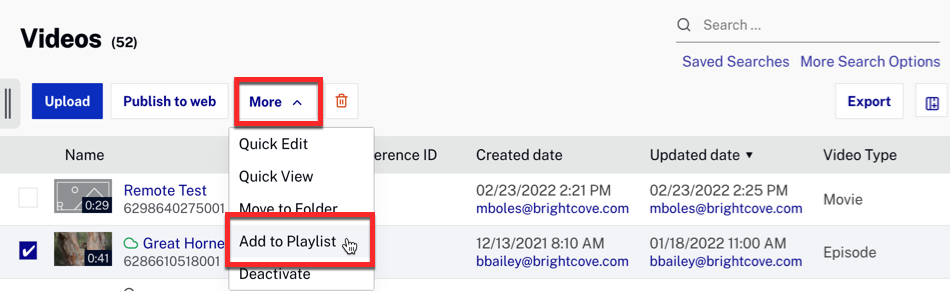 Videos (52)
Search ...
Saved Searches More Search Options
Upload Publish to web More Export
Quick Edit
Quick View
Move to Folder
Add to Playlist
Deactivate
Name erence ID Created date Updated date Video Type
0:29
Remote Test 02/23/2022 2:21 PM 02/23/2022 2:25 PM Movie
6298640275001 mboles@brightcove.com mboles@brightcove.com
0:41
Great Horne 12/13/2021 8:10 AM 01/18/2022 11:00 AM Episode
6286610518001 bbailey@brightcove.com bbailey@brightcove.com